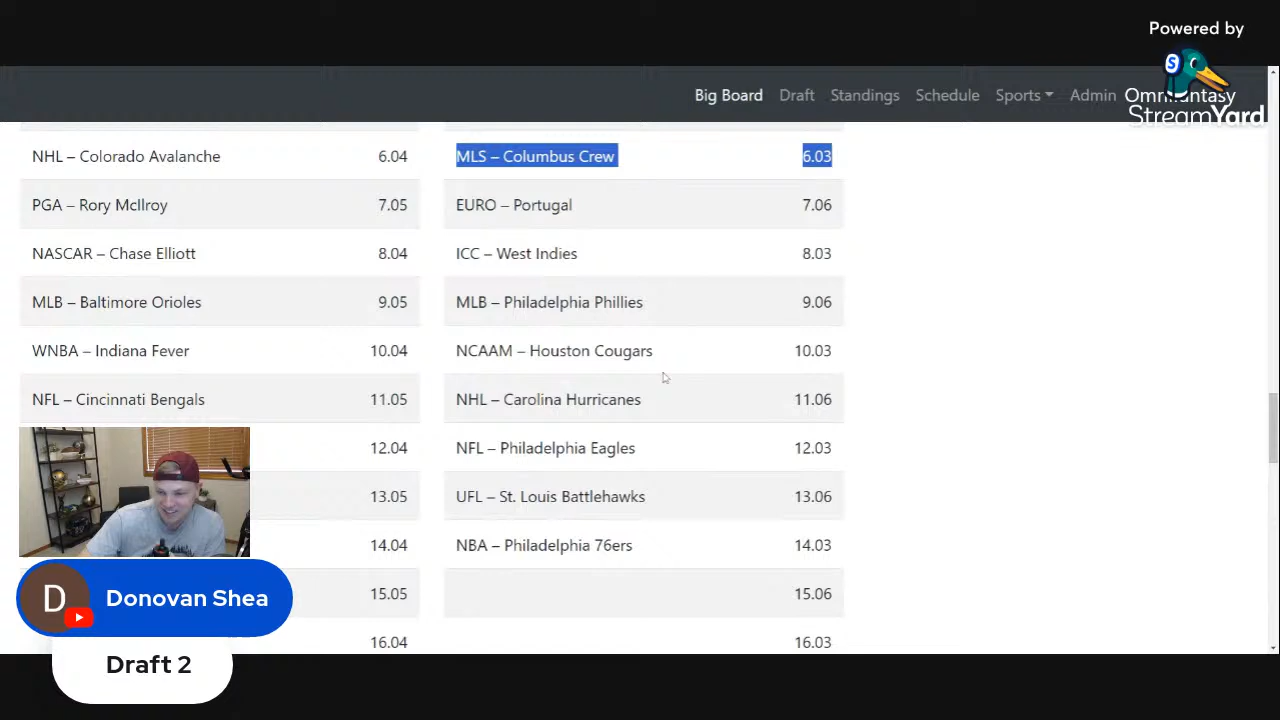 Powered by
StreamYard
Big Board Draft Standings Schedule Sports Admin Omnifantasy
NHL – Colorado Avalanche 6.04
PGA – Rory McIlroy 7.05
NASCAR – Chase Elliott 8.04
MLB – Baltimore Orioles 9.05
WNBA – Indiana Fever 10.04
NFL – Cincinnati Bengals 11.05
12.04
13.05
14.04
15.05
16.04
MLS – Columbus Crew 6.03
EURO – Portugal 7.06
ICC – West Indies 8.03
MLB – Philadelphia Phillies 9.06
NCAAM – Houston Cougars 10.03
NHL – Carolina Hurricanes 11.06
NFL – Philadelphia Eagles 12.03
UFL – St. Louis Battlehawks 13.06
NBA – Philadelphia 76ers 14.03
15.06
16.03
D
Donovan Shea
Draft 2